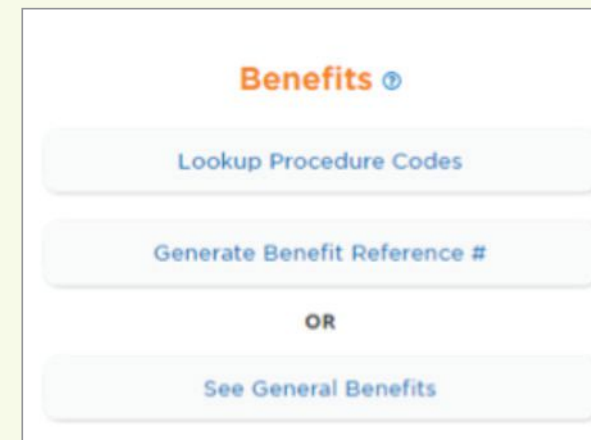 Benefits
Lookup Procedure Codes
Generate Benefit Reference #
OR
See General Benefits